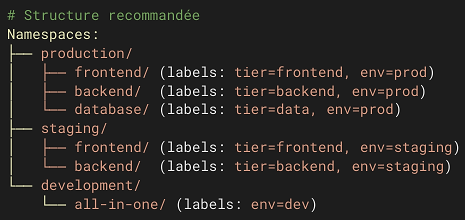 # Structure recommandée
Namespaces:
├── production/
│   ├── frontend/ (labels: tier=frontend, env=prod)
│   ├── backend/  (labels: tier=backend, env=prod)
│   └── database/ (labels: tier=data, env=prod)
├── staging/
│   ├── frontend/ (labels: tier=frontend, env=staging)
│   └── backend/  (labels: tier=backend, env=staging)
└── development/
    └── all-in-one/ (labels: env=dev)